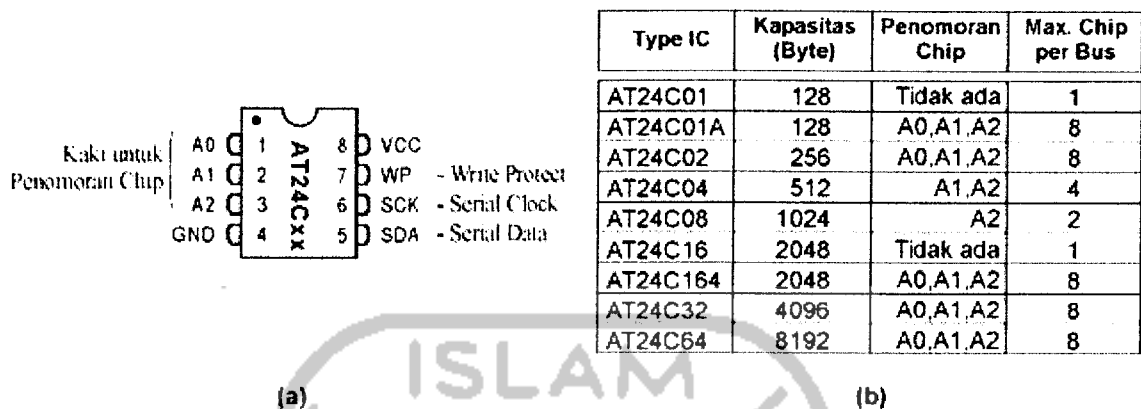 Kaki untuk
Penomoran Chip
A0 1 8 VCC
A1 2 7 WP - Write Protect
A2 3 6 SCK - Serial Clock
GND 4 5 SDA - Serial Data
AT24Cxx
(a)
Type IC Kapasitas (Byte) Penomoran Chip Max. Chip per Bus
AT24C01 128 Tidak ada 1
AT24C01A 128 A0,A1,A2 8
AT24C02 256 A0,A1,A2 8
AT24C04 512 A1,A2 4
AT24C08 1024 A2 2
AT24C16 2048 Tidak ada 1
AT24C164 2048 A0,A1,A2 8
AT24C32 4096 A0,A1,A2 8
AT24C64 8192 A0,A1,A2 8
(b)
ISLAM